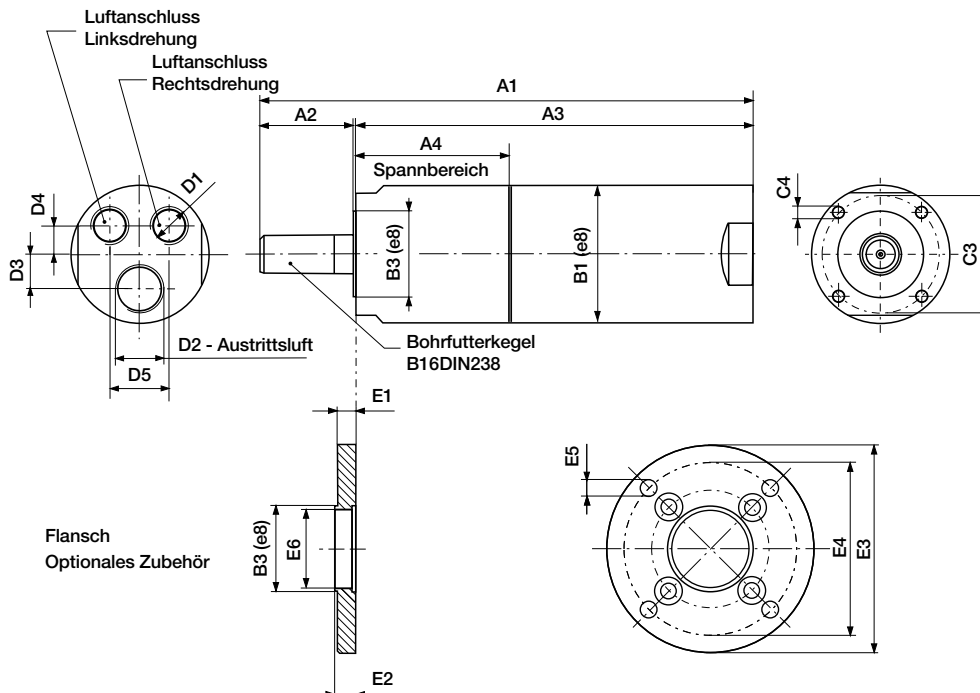 Luftanschluss
Linksdrehung
Luftanschluss
Rechtsdrehung
A1
A2
A3
A4
Spannbereich
D1
D4
D3
B3 (e8)
B1 (e8)
C4
C3
D2 - Austrittsluft
D5
Bohrfutterkegel
B16DIN238
E1
E5
Flansch
Optionales Zubehör
B3 (e8)
E6
E4
E3
E2